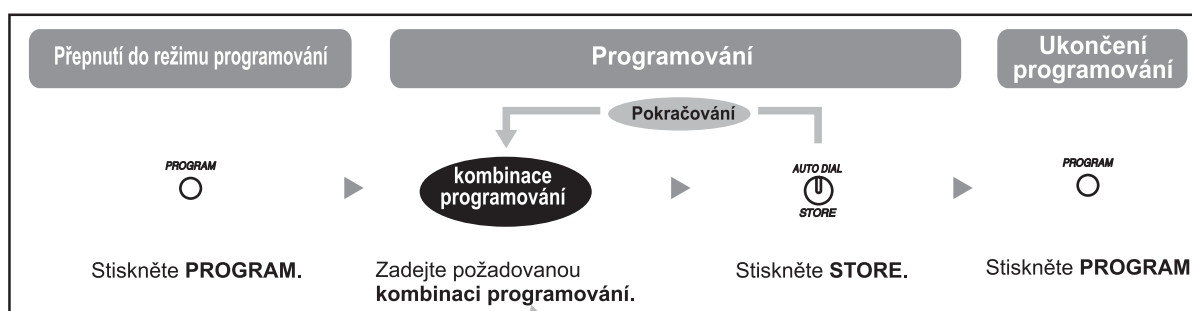 Přepnutí do režimu programování
Programování
Ukončení
programování
Pokračování
PROGRAM
kombinace
programování
AUTO DIAL
STORE
PROGRAM
Stiskněte PROGRAM.
Zadejte požadovanou
kombinaci programování.
Stiskněte STORE.
Stiskněte PROGRAM